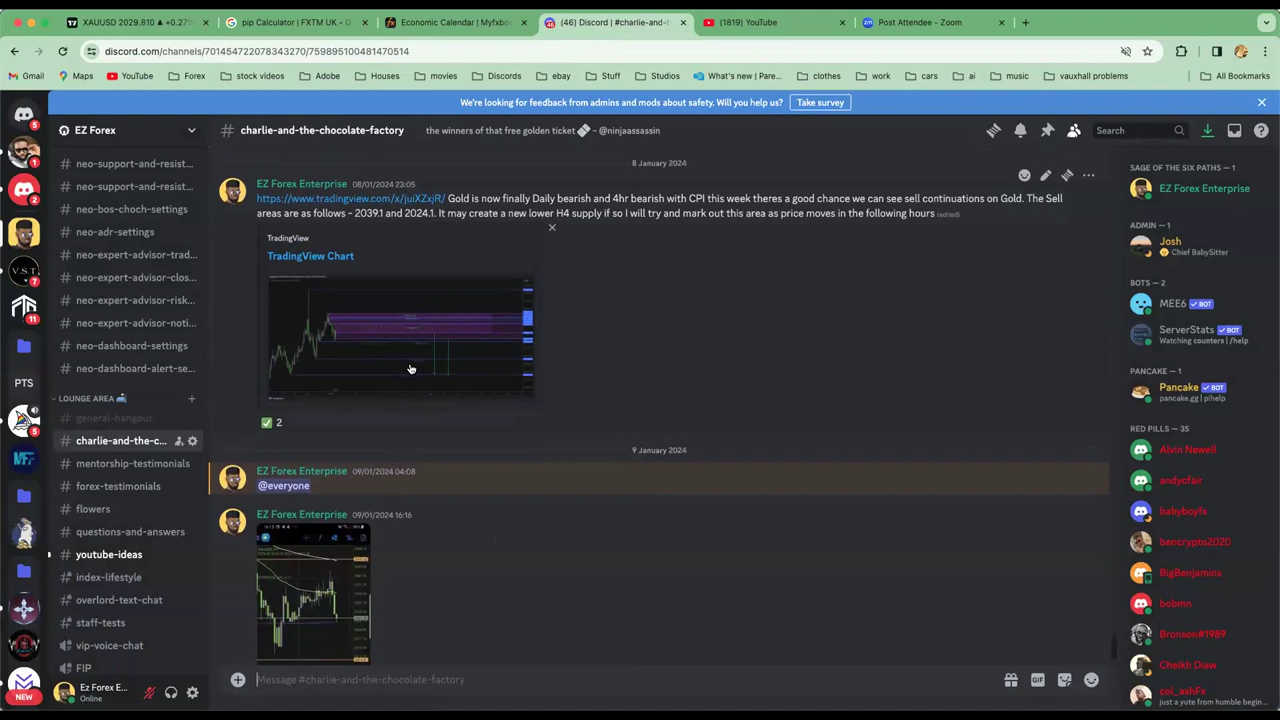 XAUUSD 2029.810 ▲ +0.27%
pip Calculator | FXTM UK - G
Economic Calendar | Myfxbo
(46) Discord | #charlie-and-t
(1819) YouTube
Post Attendee - Zoom
discord.com/channels/701454722078343270/759895100481470514
Gmail
Maps
YouTube
Forex
stock videos
Adobe
Houses
movies
Discords
ebay
Stuff
Studios
What's new | Pare...
clothes
work
cars
ai
music
vauxhall problems
All Bookmarks
We're looking for feedback from admins and mods about safety. Will you help us?
Take survey
EZ Forex
charlie-and-the-chocolate-factory
the winners of that free golden ticket 🎟 - @ninjaassassin
Search
5
1
2
V.S.T
7
11
PTS
5
NEW
neo-support-and-resist...
neo-support-and-resist...
neo-bos-choch-settings
neo-adr-settings
neo-expert-advisor-trad...
neo-expert-advisor-clos...
neo-expert-advisor-risk...
neo-expert-advisor-noti...
neo-dashboard-settings
neo-dashboard-alert-se...
LOUNGE AREA
general-hangout
charlie-and-the-c...
mentorship-testimonials
forex-testimonials
flowers
questions-and-answers
youtube-ideas
index-lifestyle
overlord-text-chat
staff-tests
vip-voice-chat
FIP
Ez Forex E...
Online
8 January 2024
EZ Forex Enterprise 08/01/2024 23:05
https://www.tradingview.com/x/juiXZxjR/ Gold is now finally Daily bearish and 4hr bearish with CPI this week theres a good chance we can see sell continuations on Gold. The Sell
areas are as follows - 2039.1 and 2024.1. It may create a new lower H4 supply if so I will try and mark out this area as price moves in the following hours (edited)
TradingView
TradingView Chart
2
9 January 2024
EZ Forex Enterprise 09/01/2024 04:08
@everyone
EZ Forex Enterprise 09/01/2024 16:16
Message #charlie-and-the-chocolate-factory
GIF
SAGE OF THE SIX PATHS — 1
EZ Forex Enterprise
ADMIN — 1
Josh
Chief BabySitter
BOTS — 2
MEE6 BOT
ServerStats BOT
Watching counters | /help
PANCAKE — 1
Pancake BOT
pancake.gg | p!help
RED PILLS — 35
Alvin Newell
andycfair
babyboyfx
bencrypto2020
BigBenjamins
bobmn
Bronson#1989
Cheikh Diaw
col_ashFx
just a yute from humble begin...